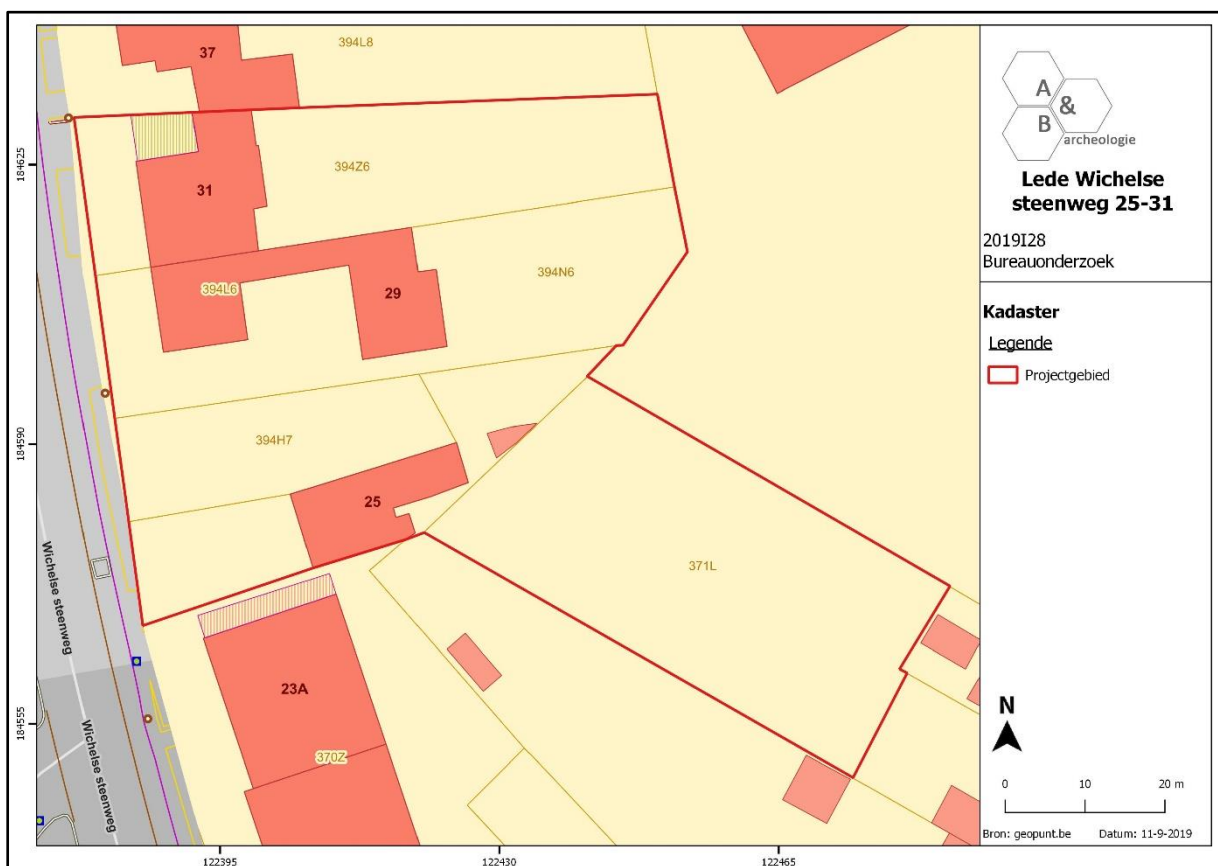 37
394L8
394Z6
31
394L6
29
394N6
394H7
25
371L
23A
370Z
Wichelse steenweg
Wichelse steenweg
184625
184590
184555
122395
122430
122465
A
&
B
archeologie
Lede Wichelse
steenweg 25-31
2019I28
Bureauonderzoek
Kadaster
Legende
Projectgebied
N
0 10 20 m
Bron: geopunt.be Datum: 11-9-2019